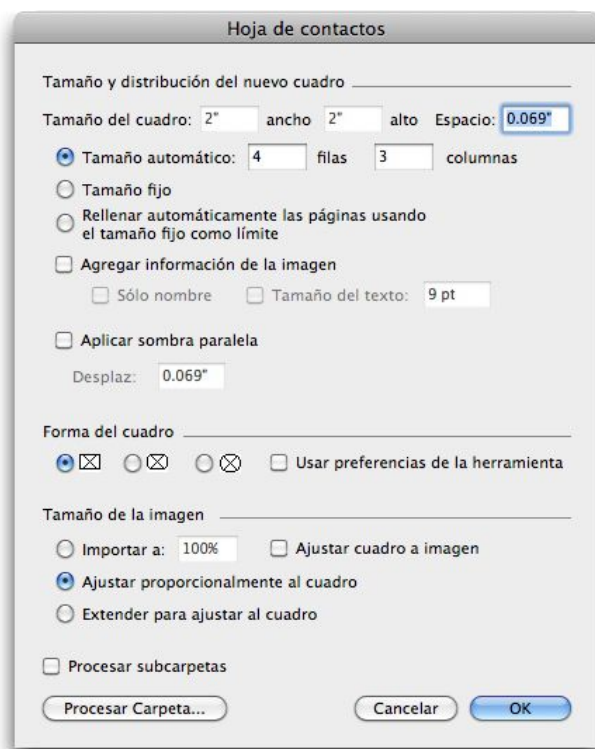 Hoja de contactos
Tamaño y distribución del nuevo cuadro
Tamaño del cuadro: 2" ancho 2" alto Espacio: 0.069"
Tamaño automático: 4 filas 3 columnas
Tamaño fijo
Rellenar automáticamente las páginas usando
el tamaño fijo como límite
Agregar información de la imagen
Sólo nombre Tamaño del texto: 9 pt
Aplicar sombra paralela
Desplaz: 0.069"
Forma del cuadro
Usar preferencias de la herramienta
Tamaño de la imagen
Importar a: 100% Ajustar cuadro a imagen
Ajustar proporcionalmente al cuadro
Extender para ajustar al cuadro
Procesar subcarpetas
Procesar Carpeta... Cancelar OK